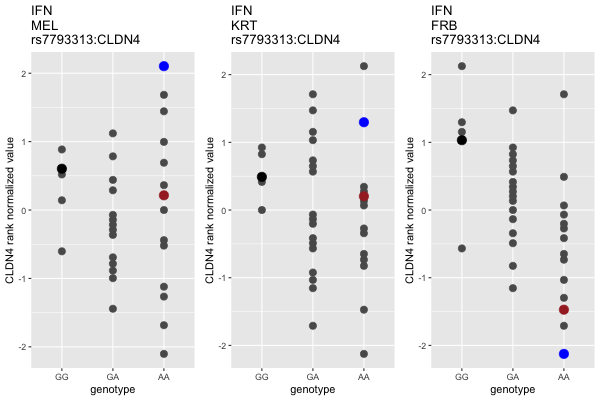 IFN
MEL
rs7793313:CLDN4
CLDN4 rank normalized value
2
1
0
-1
-2
GG GA AA
genotype
IFN
KRT
rs7793313:CLDN4
CLDN4 rank normalized value
2
1
0
-1
-2
GG GA AA
genotype
IFN
FRB
rs7793313:CLDN4
CLDN4 rank normalized value
2
1
0
-1
-2
GG GA AA
genotype